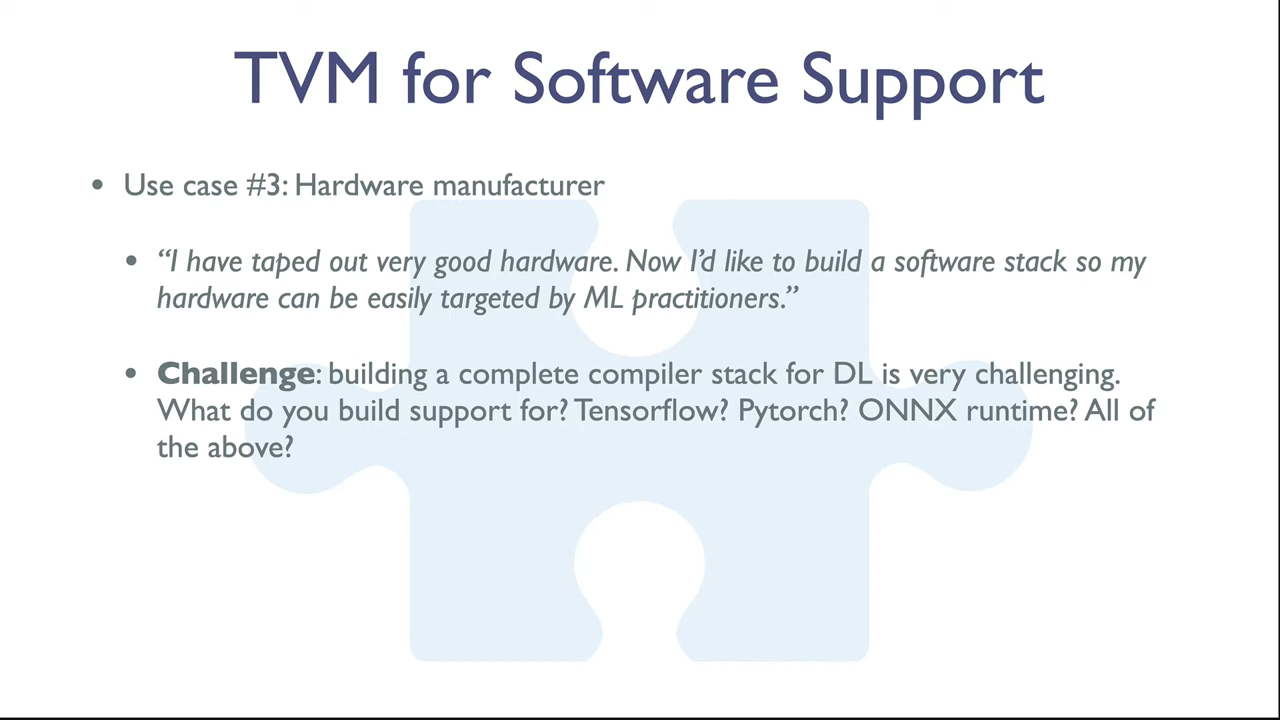 TVM for Software Support
• Use case #3: Hardware manufacturer
• “I have taped out very good hardware. Now I’d like to build a software stack so my
hardware can be easily targeted by ML practitioners.”
• Challenge: building a complete compiler stack for DL is very challenging.
What do you build support for? Tensorflow? Pytorch? ONNX runtime? All of
the above?